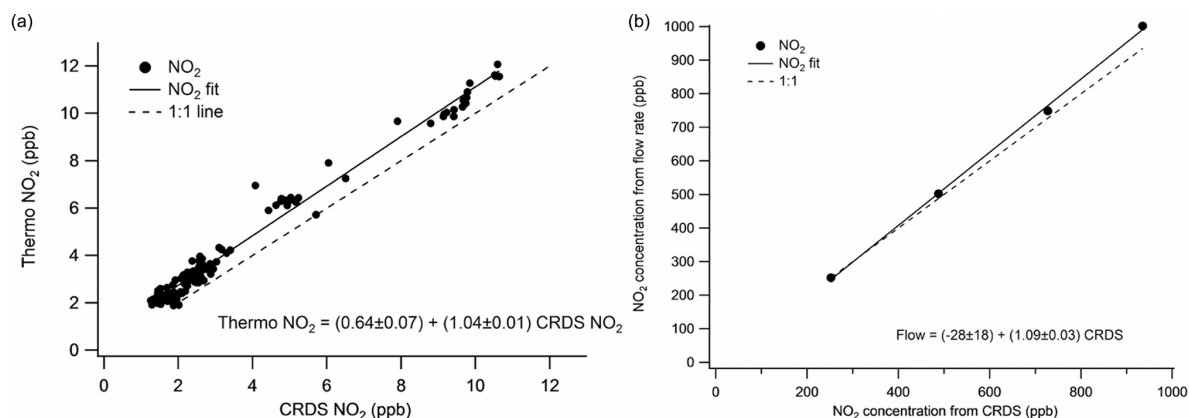 (a)
NO2
NO2 fit
1:1 line
12
10
8
6
4
2
0
Thermo NO2 (ppb)
Thermo NO2 = (0.64±0.07) + (1.04±0.01) CRDS NO2
0 2 4 6 8 10 12
CRDS NO2 (ppb)
(b)
NO2
NO2 fit
1:1
1000
900
800
700
600
500
400
300
200
100
0
NO2 concentration from flow rate (ppb)
Flow = (-28±18) + (1.09±0.03) CRDS
0 200 400 600 800 1000
NO2 concentration from CRDS (ppb)